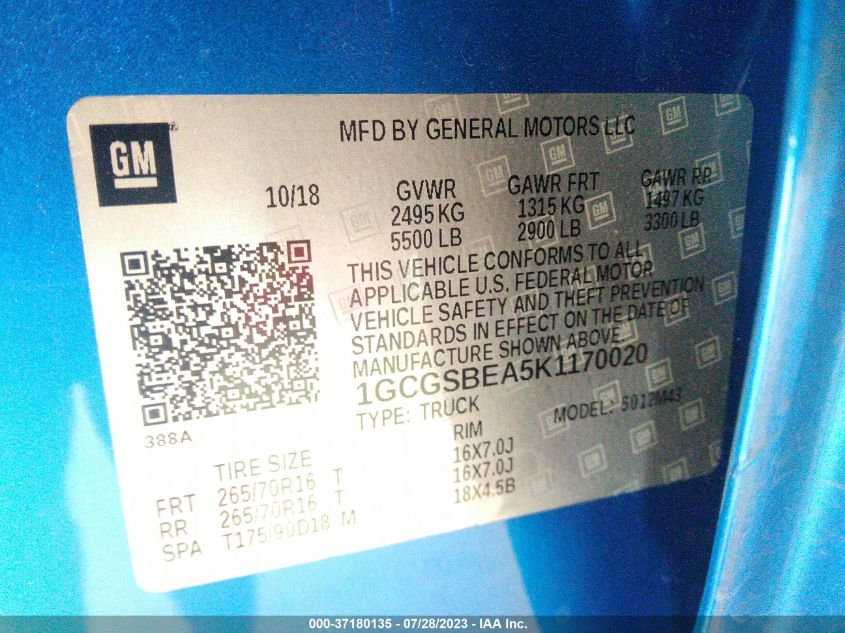 GM
MFD BY GENERAL MOTORS LLC
10/18
GVWR
2495 KG
5500 LB
GAWR FRT
1315 KG
2900 LB
GAWR RR
1497 KG
3300 LB
THIS VEHICLE CONFORMS TO ALL
APPLICABLE U.S. FEDERAL MOTOR
VEHICLE SAFETY AND THEFT PREVENTION
STANDARDS IN EFFECT ON THE DATE OF
MANUFACTURE SHOWN ABOVE
1GCGSBEA5K1170020
TYPE: TRUCK MODEL: 5012M43
388A
TIRE SIZE RIM
FRT 265/70R16 T 16X7.0J
RR 265/70R16 T 16X7.0J
SPA T175/90D18 M 18X4.5B
000-37180135 - 07/28/2023 - IAA Inc.